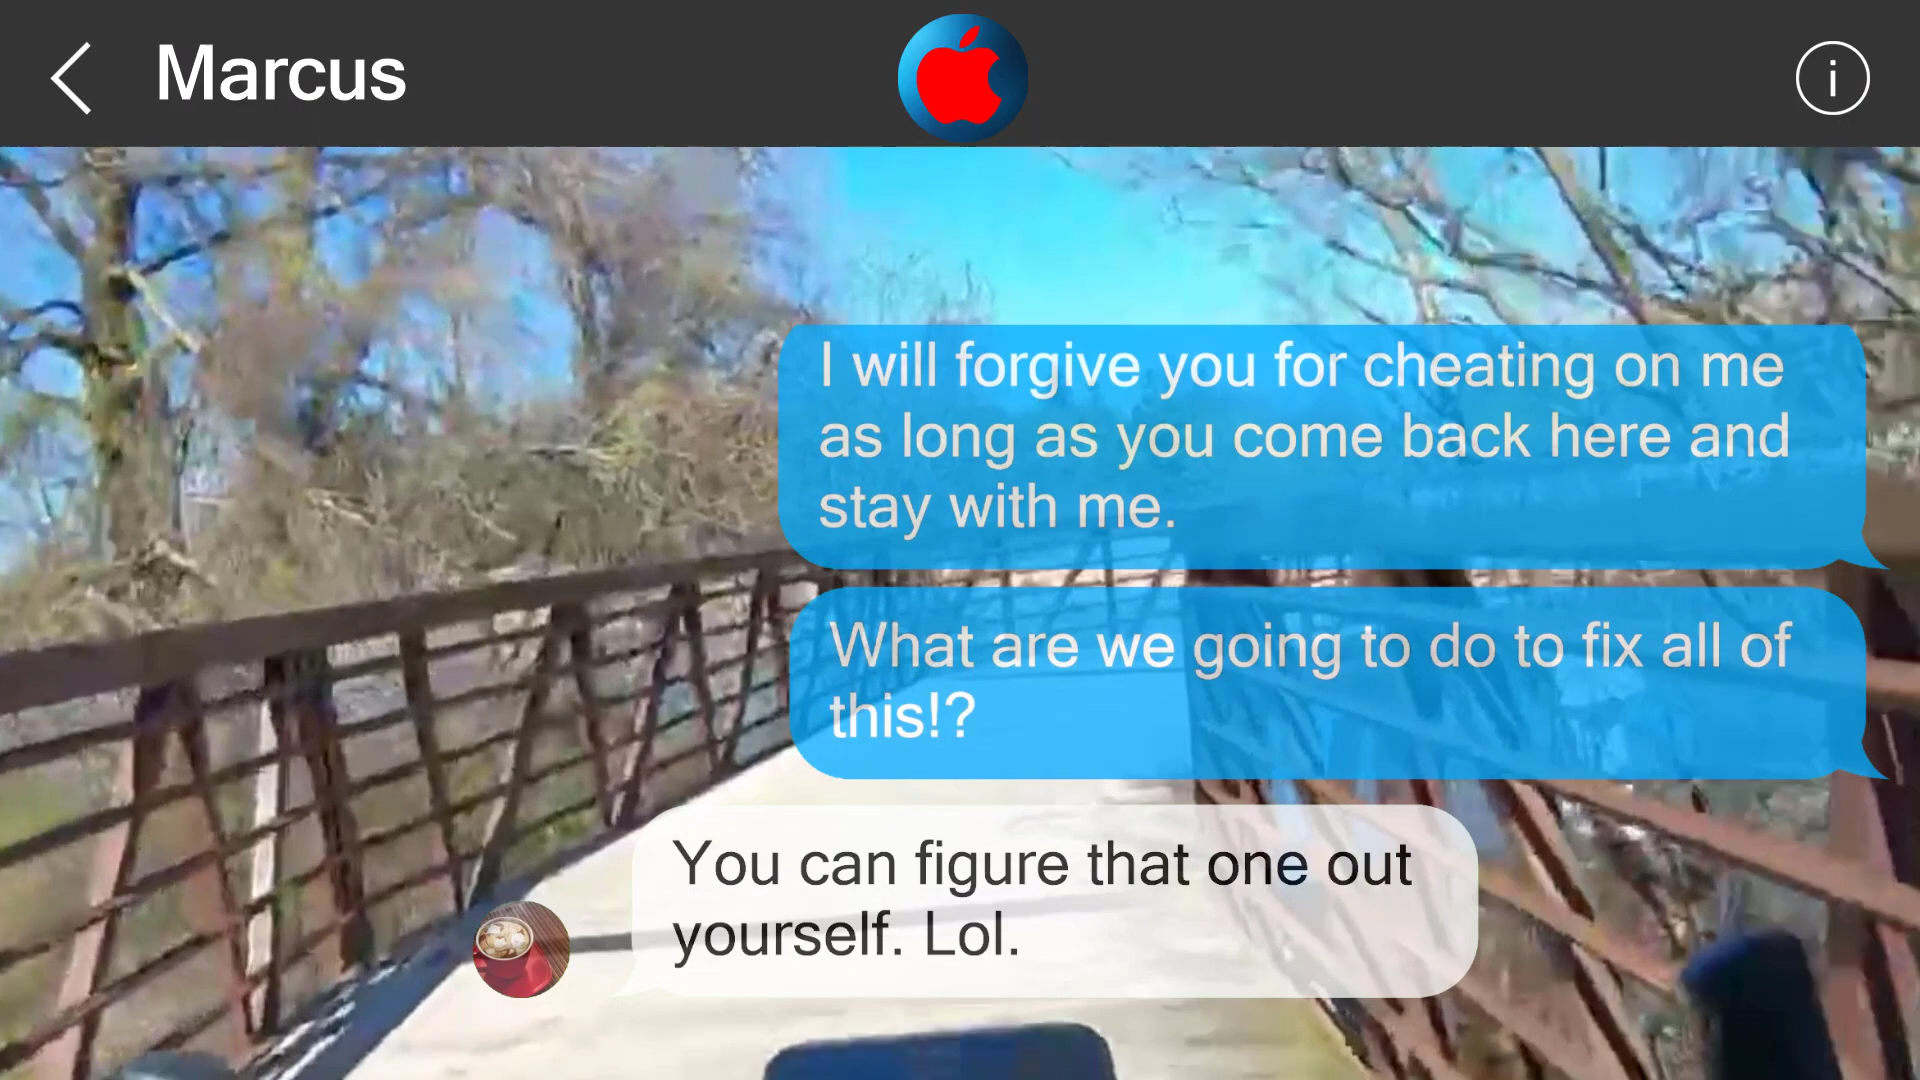 Marcus
I will forgive you for cheating on me
as long as you come back here and
stay with me.
What are we going to do to fix all of
this!?
You can figure that one out
yourself. Lol.